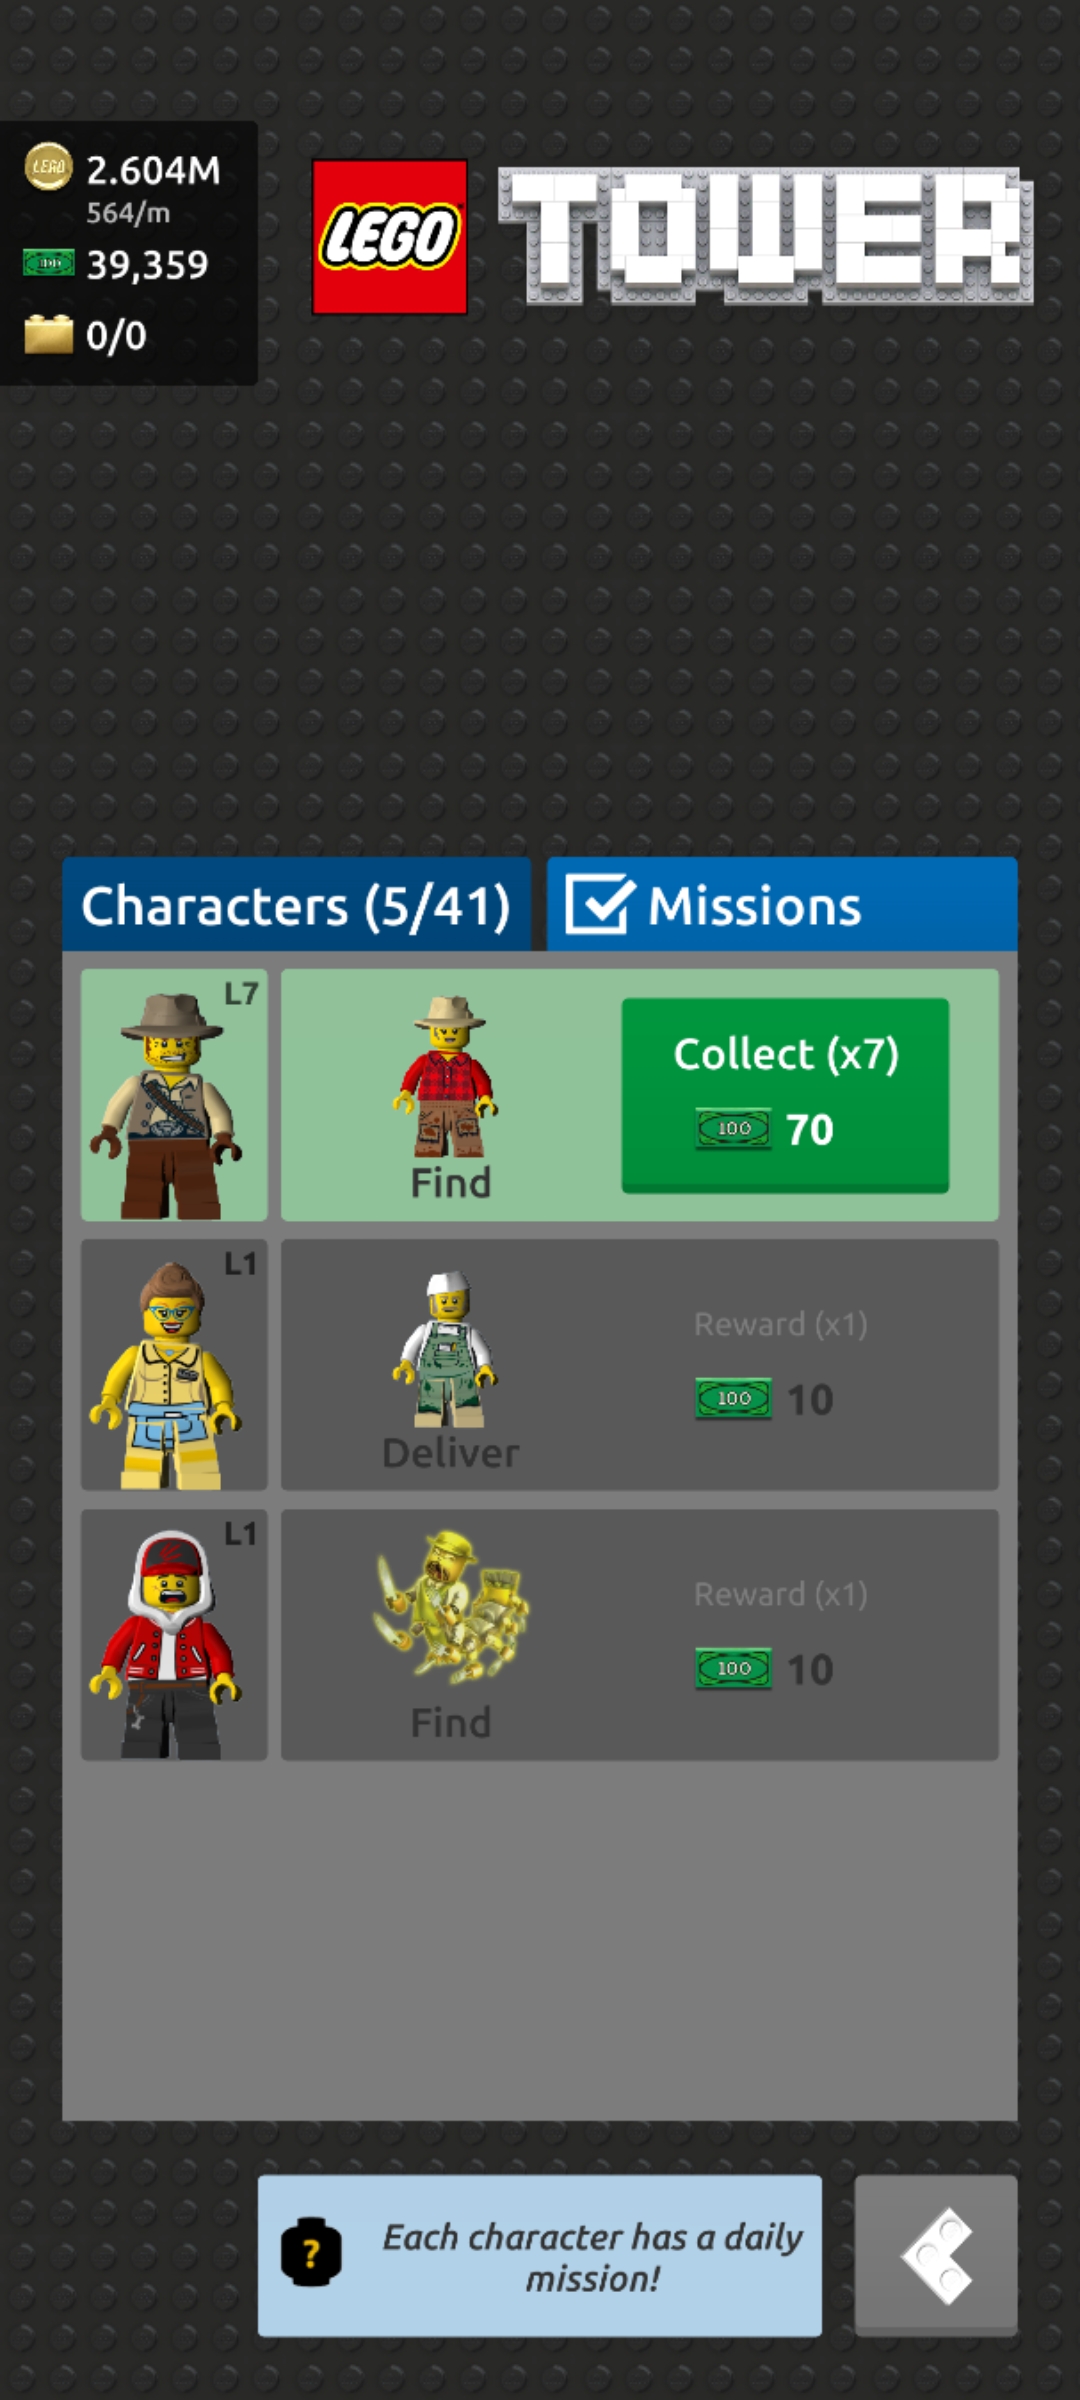 LEGO
2.604M
564/m
100
39,359
0/0
LEGO
TOWER
Characters (5/41)
Missions
L7
Find
Collect (x7)
100
70
L1
Deliver
Reward (x1)
100
10
L1
Find
Reward (x1)
100
10
?
Each character has a daily
mission!